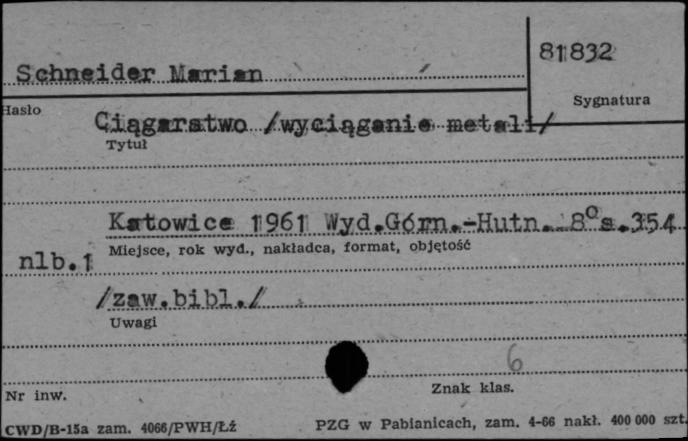 81832
Schneider Marian
Sygnatura
Hasło
Ciągarstwo /wyciąganie metali/
Tytuł
Katowice 1961 Wyd.Górn.-Hutn. 8° s.354
nlb.1 Miejsce, rok wyd., nakładca, format, objętość
/zaw.bibl./
Uwagi
6
Nr inw. Znak klas.
CWD/B-15a zam. 4066/PWH/Łź PZG w Pabianicach, zam. 4-66 nakł. 400 000 szt.